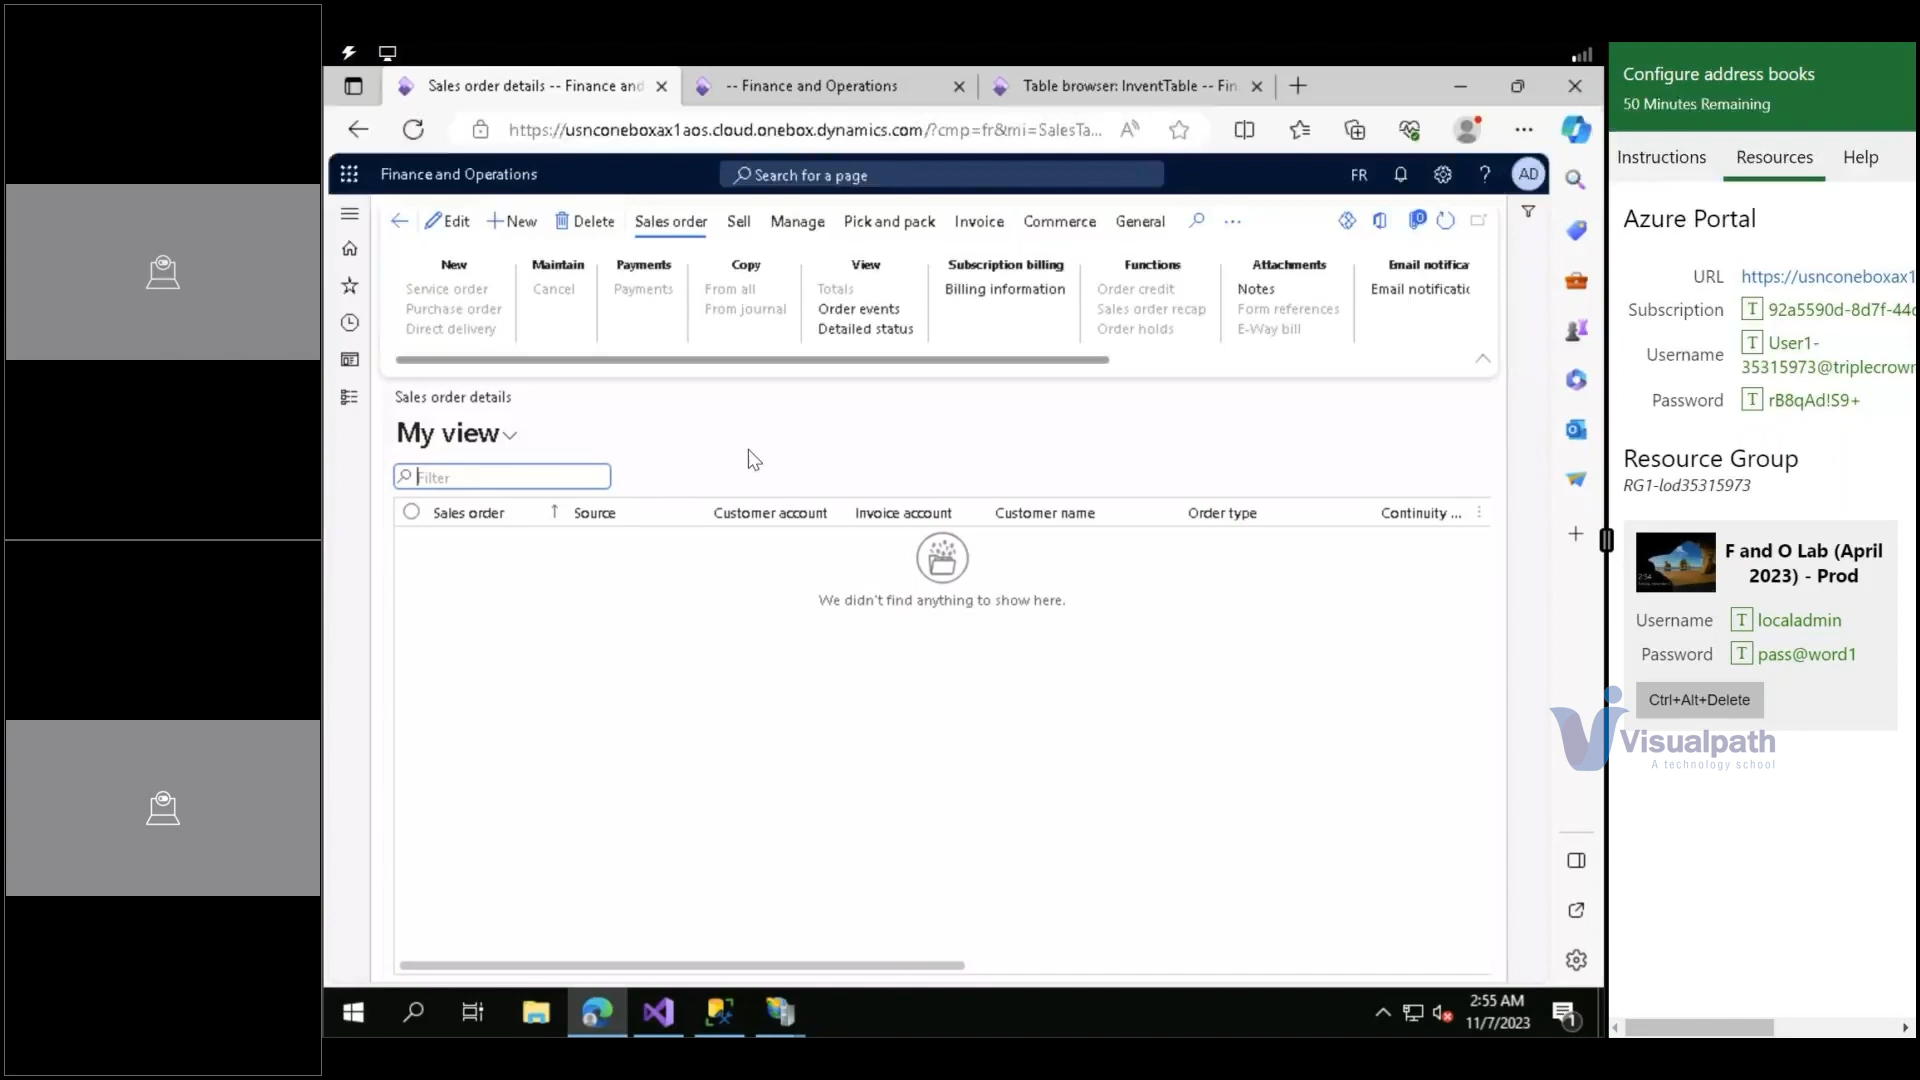 Sales order details -- Finance and
-- Finance and Operations
Table browser: InventTable -- Fin
https://usnconeboxax1aos.cloud.onebox.dynamics.com/?cmp=fr&mi=SalesTa...
Finance and Operations
Search for a page
FR
?
AD
Edit
New
Delete
Sales order
Sell
Manage
Pick and pack
Invoice
Commerce
General
New
Service order
Purchase order
Direct delivery
Maintain
Cancel
Payments
Payments
Copy
From all
From journal
View
Totals
Order events
Detailed status
Subscription billing
Billing information
Functions
Order credit
Sales order recap
Order holds
Attachments
Notes
Form references
E-Way bill
Email notifica
Email notificatic
Sales order details
My view
Filter
Sales order
Source
Customer account
Invoice account
Customer name
Order type
Continuity ...
We didn't find anything to show here.
2:55 AM
11/7/2023
1
Configure address books
50 Minutes Remaining
Instructions
Resources
Help
Azure Portal
URL https://usnconeboxax1
Subscription T 92a5590d-8d7f-44c
Username T User1-
35315973@triplecrown
Password T rB8qAd!S9+
Resource Group
RG1-lod35315973
F and O Lab (April
2023) - Prod
Username T localadmin
Password T pass@word1
Ctrl+Alt+Delete
Visualpath
A technology school